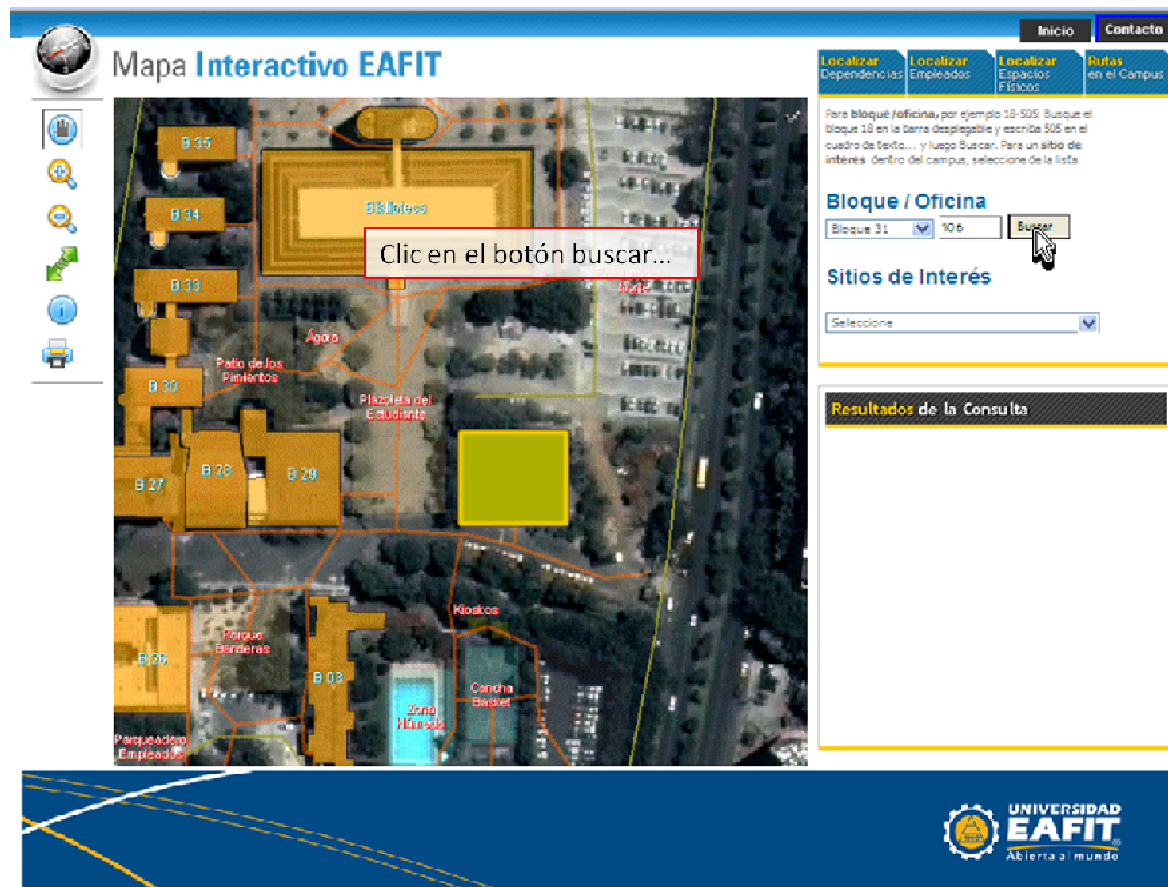 Inicio
Contacto
Mapa Interactivo EAFIT
Localizar
Dependencias
Localizar
Empleados
Localizar
Espacios
Físicos
Rutas
en el Campus
Para bloque/oficina, por ejemplo 18-505: Busque el
bloque 18 en la barra desplegable y escriba 505 en el
cuadro de texto... y luego Buscar. Para un sitio de
interés dentro del campus, seleccione de la lista
Bloque / Oficina
Bloque 31
106
Buscar
Sitios de Interés
Seleccione
Resultados de la Consulta
B 35
B 34
Biblioteca
Clic en el botón buscar...
B 33
Ágora
Patio de los
Pimientos
B 30
Plazoleta del
Estudiante
B 27
B 28
B 29
Kioskos
Parque
Banderas
B 26
B 03
Cancha
Basket
Zona
Húmeda
Parqueadero
Empleados
UNIVERSIDAD
EAFIT
Abierta al mundo